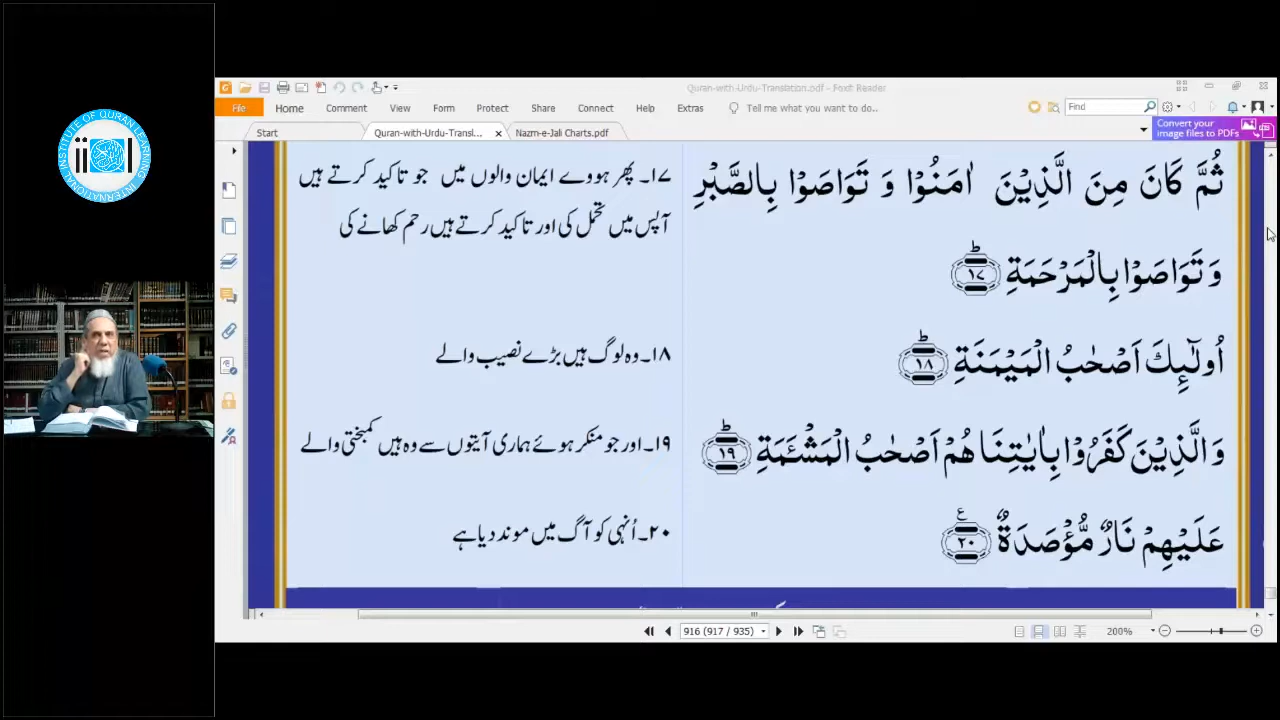 INTERNATIONAL INSTITUTE OF QURAN LEARNING
Quran-with-Urdu-Translation.pdf - Foxit Reader
File Home Comment View Form Protect Share Connect Help Extras Tell me what you want to do.. Find
Start Quran-with-Urdu-Transl... Nazm-e-Jali Charts.pdf
Convert your
image files to PDFs
ثُمَّ كَانَ مِنَ الَّذِيْنَ اٰمَنُوْا وَ تَوَاصَوْا بِالصَّبْرِ
وَ تَوَاصَوْا بِالْمَرْحَمَةِ ؕ ۱۷
۱۷۔ پھر ہووے ایمان والوں میں جو تاکید کرتے ہیں
آپس میں تحمل کی اور تاکید کرتے ہیں رحم کھانے کی
اُولٰٓئِكَ اَصْحٰبُ الْمَيْمَنَةِ ؕ ۱۸
۱۸۔ وہ لوگ ہیں بڑے نصیب والے
وَ الَّذِيْنَ كَفَرُوْا بِاٰيٰتِنَا هُمْ اَصْحٰبُ الْمَشْـَٔمَةِ ؕ ۱۹
۱۹۔ اور جو منکر ہوئے ہماری آیتوں سے وہ ہیں کمبختی والے
عَلَيْهِمْ نَارٌ مُّؤْصَدَةٌ ۲۰ ع
۲۰۔ اُنہی کو آگ میں موند دیا ہے
916 (917 / 935) 200%